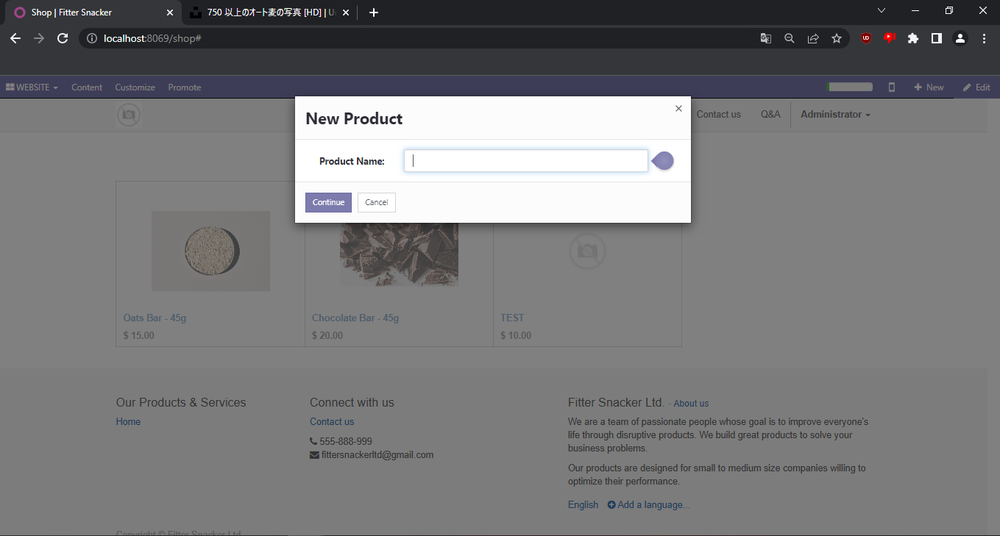 Shop | Fitter Snacker
750 以上のオート麦の写真 [HD] | U
localhost:8069/shop#
WEBSITE Content Customize Promote New Edit
Contact us Q&A Administrator
New Product
Product Name:
Continue Cancel
Oats Bar - 45g Chocolate Bar - 45g TEST
$ 15.00 $ 20.00 $ 10.00
Our Products & Services
Home
Connect with us
Contact us
555-888-999
fittersnackerltd@gmail.com
Fitter Snacker Ltd. - About us
We are a team of passionate people whose goal is to improve everyone's
life through disruptive products. We build great products to solve your
business problems.
Our products are designed for small to medium size companies willing to
optimize their performance.
English Add a language...
Copyright © Fitter Snacker Ltd